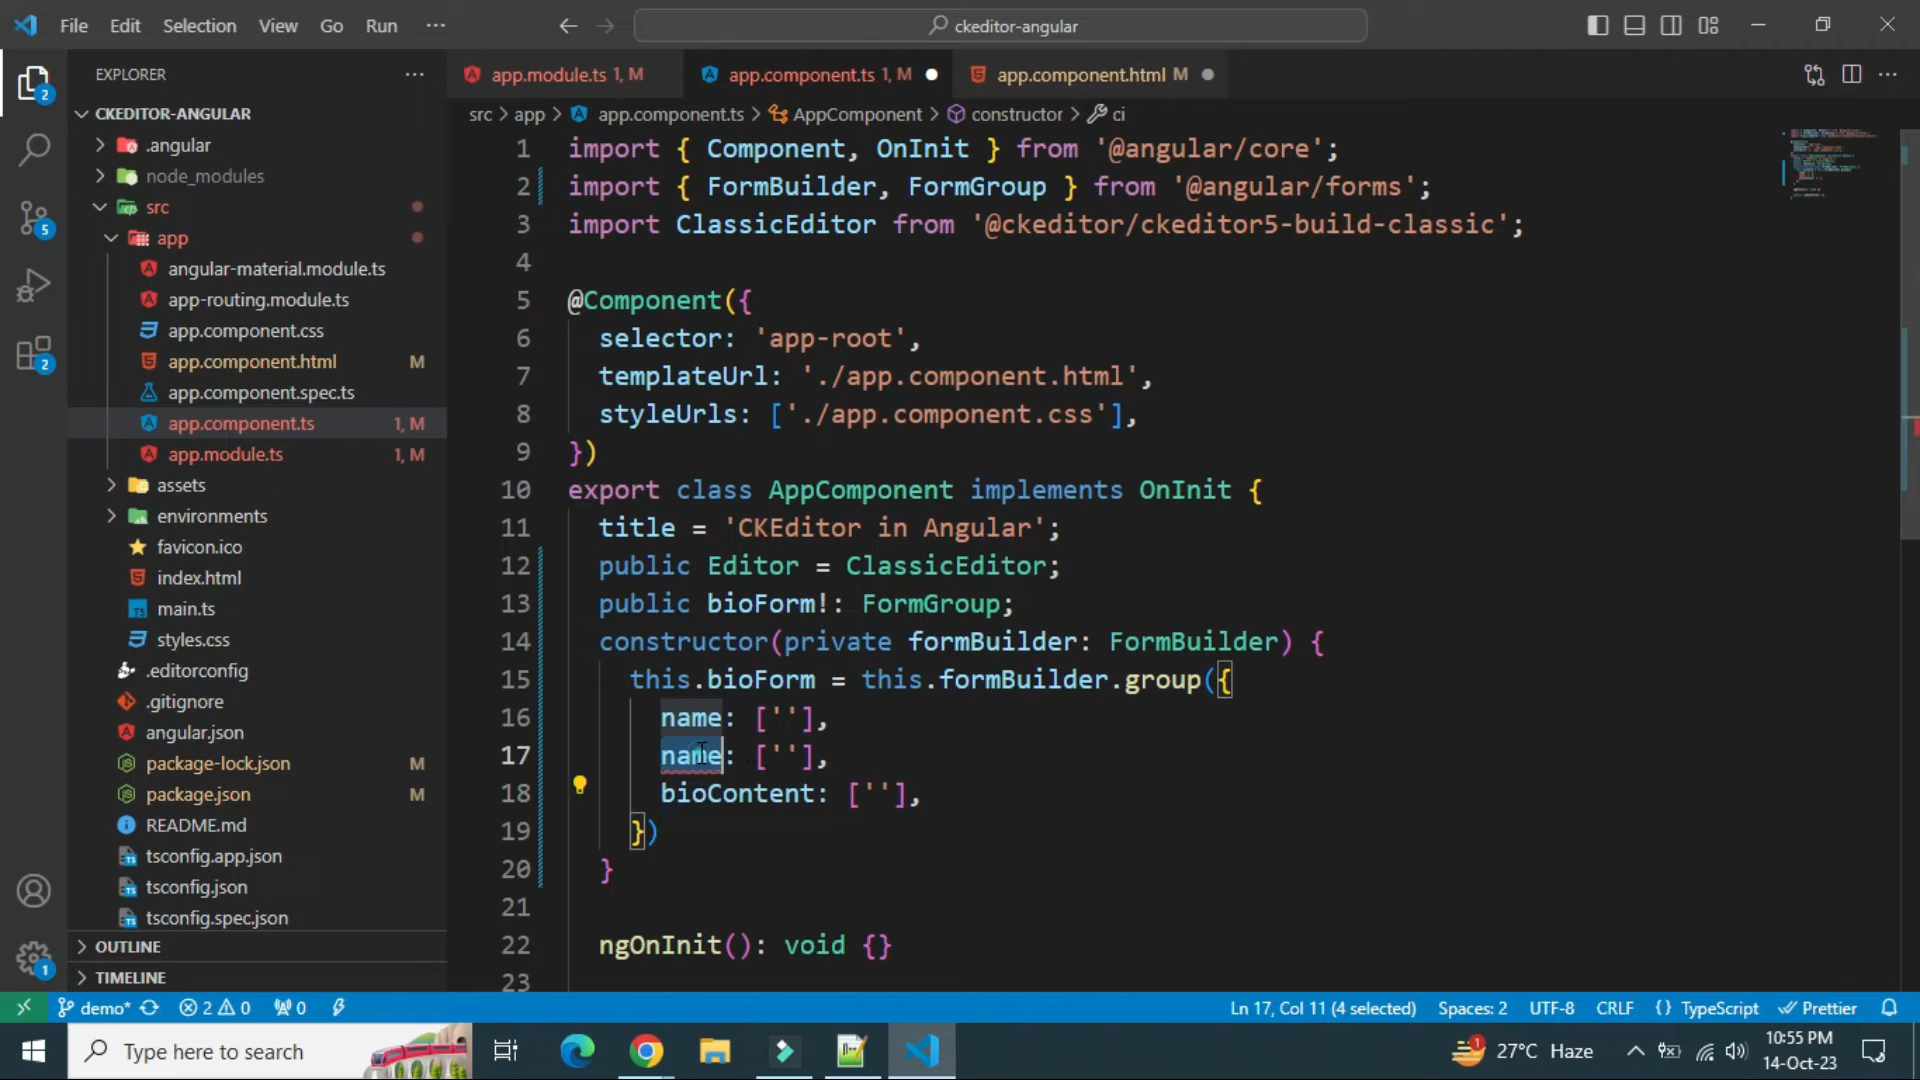 File Edit Selection View Go Run ···
ckeditor-angular
EXPLORER ···
CKEDITOR-ANGULAR
.angular
node_modules
src
app
angular-material.module.ts
app-routing.module.ts
app.component.css
app.component.html M
app.component.spec.ts
app.component.ts 1, M
app.module.ts 1, M
assets
environments
favicon.ico
index.html
main.ts
styles.css
.editorconfig
.gitignore
angular.json
package-lock.json M
package.json M
README.md
tsconfig.app.json
tsconfig.json
tsconfig.spec.json
OUTLINE
TIMELINE
2
5
2
1
app.module.ts 1, M app.component.ts 1, M app.component.html M
src > app > app.component.ts > AppComponent > constructor > ci
1 import { Component, OnInit } from '@angular/core';
2 import { FormBuilder, FormGroup } from '@angular/forms';
3 import ClassicEditor from '@ckeditor/ckeditor5-build-classic';
4
5 @Component({
6 selector: 'app-root',
7 templateUrl: './app.component.html',
8 styleUrls: ['./app.component.css'],
9 })
10 export class AppComponent implements OnInit {
11 title = 'CKEditor in Angular';
12 public Editor = ClassicEditor;
13 public bioForm!: FormGroup;
14 constructor(private formBuilder: FormBuilder) {
15 this.bioForm = this.formBuilder.group({
16 name: [''],
17 name: [''],
18 bioContent: [''],
19 })
20 }
21
22 ngOnInit(): void {}
23
demo* 2 0 0 Ln 17, Col 11 (4 selected) Spaces: 2 UTF-8 CRLF {} TypeScript Prettier
Type here to search
1 27°C Haze
10:55 PM
14-Oct-23